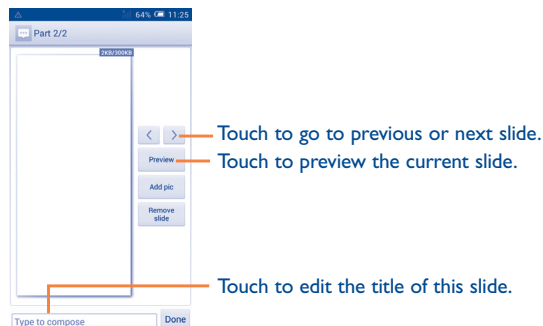 64% 11:25
Part 2/2
2KB/300KB
Touch to go to previous or next slide.
Preview
Touch to preview the current slide.
Add pic
Remove
slide
Touch to edit the title of this slide.
Type to compose
Done